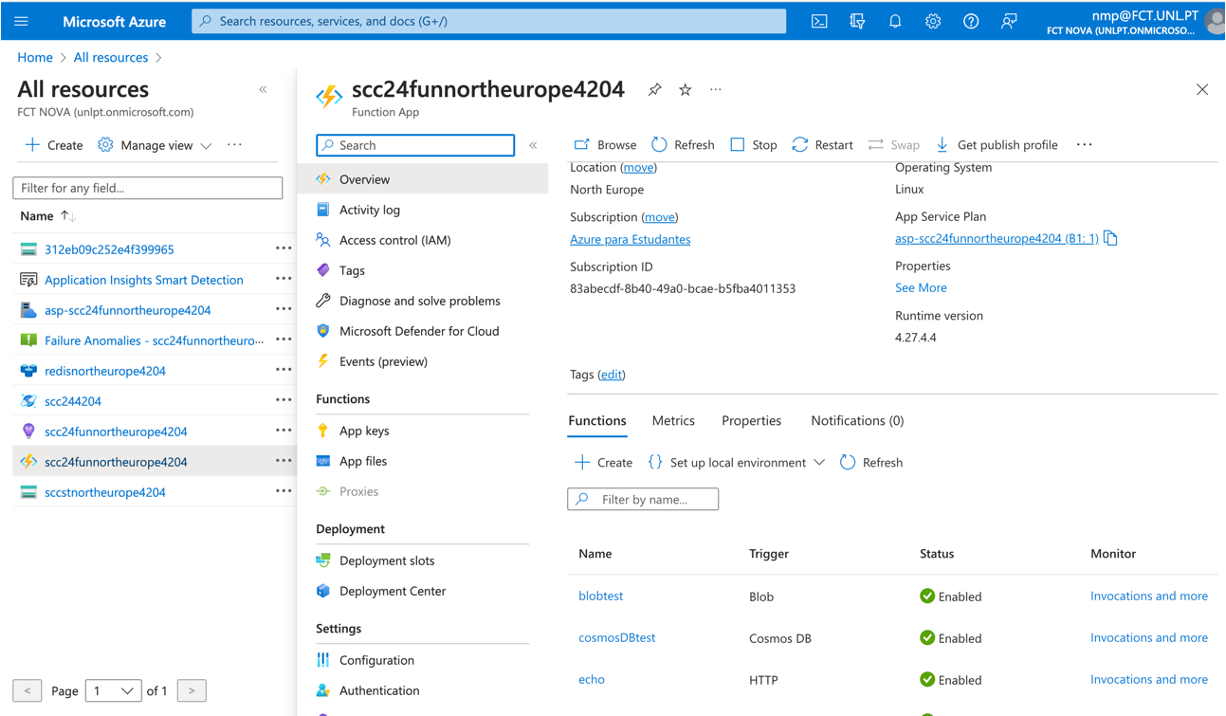 Microsoft Azure
Search resources, services, and docs (G+/)
nmp@FCT.UNL.PT
FCT NOVA (UNLPT.ONMICROSO...
Home > All resources >
All resources
FCT NOVA (unlpt.onmicrosoft.com)
Create
Manage view
Filter for any field...
Name
312eb09c252e4f399965
Application Insights Smart Detection
asp-scc24funnortheurope4204
Failure Anomalies - scc24funnortheuro...
redisnortheurope4204
scc244204
scc24funnortheurope4204
scc24funnortheurope4204
sccstnortheurope4204
< Page 1 of 1 >
scc24funnortheurope4204
Function App
Search
Overview
Activity log
Access control (IAM)
Tags
Diagnose and solve problems
Microsoft Defender for Cloud
Events (preview)
Functions
App keys
App files
Proxies
Deployment
Deployment slots
Deployment Center
Settings
Configuration
Authentication
Browse Refresh Stop Restart Swap Get publish profile
Location (move)
North Europe
Subscription (move)
Azure para Estudantes
Subscription ID
83abecdf-8b40-49a0-bcae-b5fba4011353
Operating System
Linux
App Service Plan
asp-scc24funnortheurope4204 (B1: 1)
Properties
See More
Runtime version
4.27.4.4
Tags (edit)
Functions Metrics Properties Notifications (0)
Create Set up local environment Refresh
Filter by name...
Name Trigger Status Monitor
blobtest Blob Enabled Invocations and more
cosmosDBtest Cosmos DB Enabled Invocations and more
echo HTTP Enabled Invocations and more